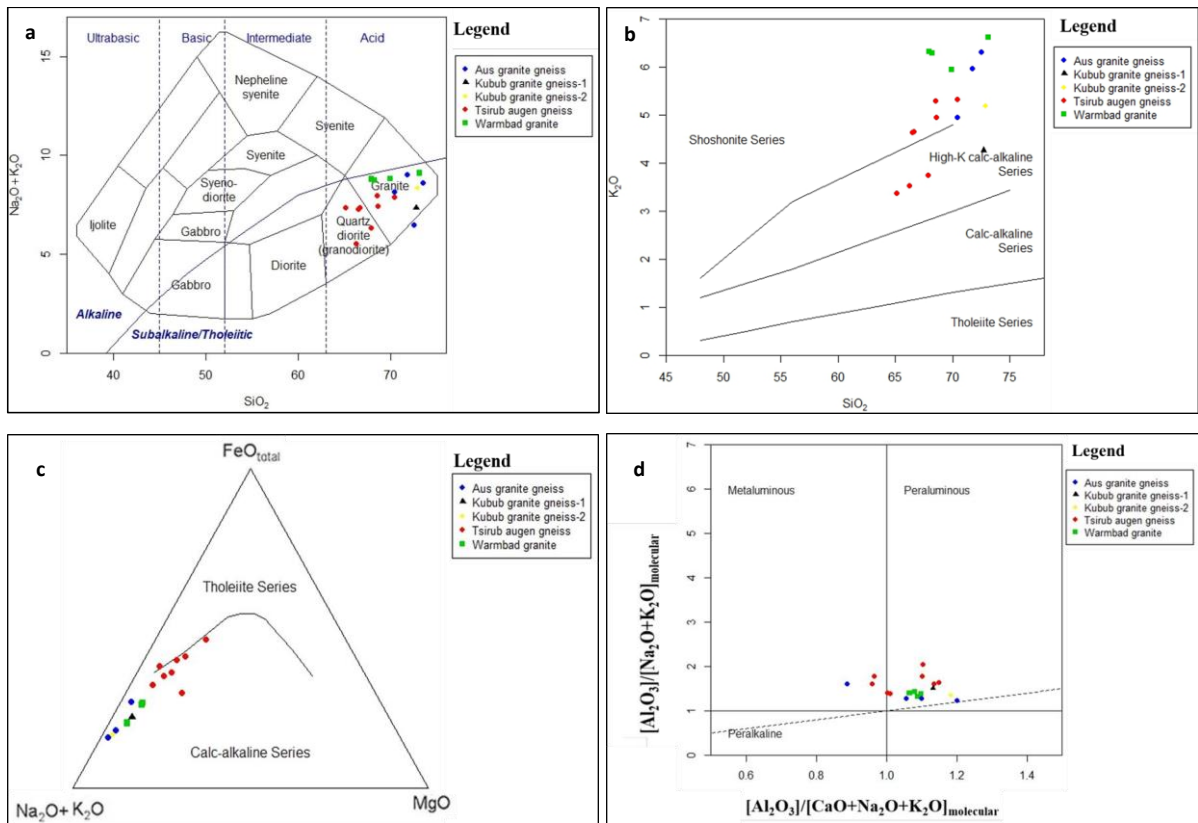 a
Ultrabasic
Basic
Intermediate
Acid
Na₂O + K₂O
15
10
5
0
Nepheline
syenite
Syenite
Syenite
Syeno-
diorite
Ijolite
Gabbro
Gabbro
Diorite
Quartz
diorite
(granodiorite)
Granite
Alkaline
Subalkaline/Tholeiitic
40
50
60
70
SiO₂
Legend
Aus granite gneiss
Kubub granite gneiss-1
Kubub granite gneiss-2
Tsirub augen gneiss
Warmbad granite
b
K₂O
7
6
5
4
3
2
1
0
Shoshonite Series
High-K calc-alkaline
Series
Calc-alkaline
Series
Tholeiite Series
45
50
55
60
65
70
75
SiO₂
Legend
Aus granite gneiss
Kubub granite gneiss-1
Kubub granite gneiss-2
Tsirub augen gneiss
Warmbad granite
c
FeOtotal
Tholeiite Series
Calc-alkaline Series
Na₂O + K₂O
MgO
Legend
Aus granite gneiss
Kubub granite gneiss-1
Kubub granite gneiss-2
Tsirub augen gneiss
Warmbad granite
d
[Al₂O₃]/[Na₂O+K₂O]molecular
7
6
5
4
3
2
1
0
Metaluminous
Peraluminous
Peralkaline
0.6
0.8
1.0
1.2
1.4
[Al₂O₃]/[CaO+Na₂O+K₂O]molecular
Legend
Aus granite gneiss
Kubub granite gneiss-1
Kubub granite gneiss-2
Tsirub augen gneiss
Warmbad granite